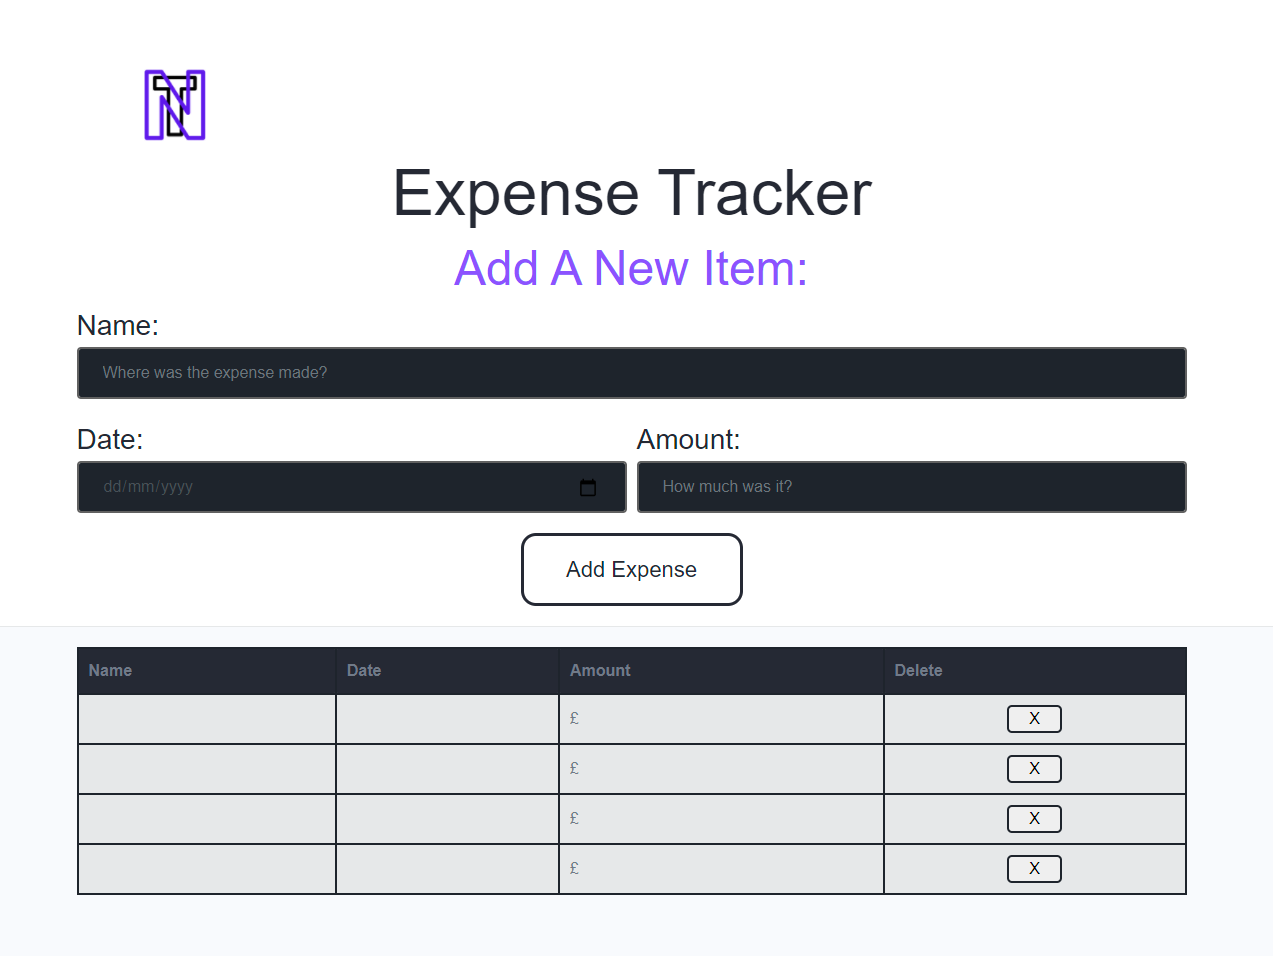 NT
Expense Tracker
Add A New Item:
Name:
Where was the expense made?
Date: Amount:
dd/mm/yyyy How much was it?
Add Expense
Name Date Amount Delete
£ X
£ X
£ X
£ X